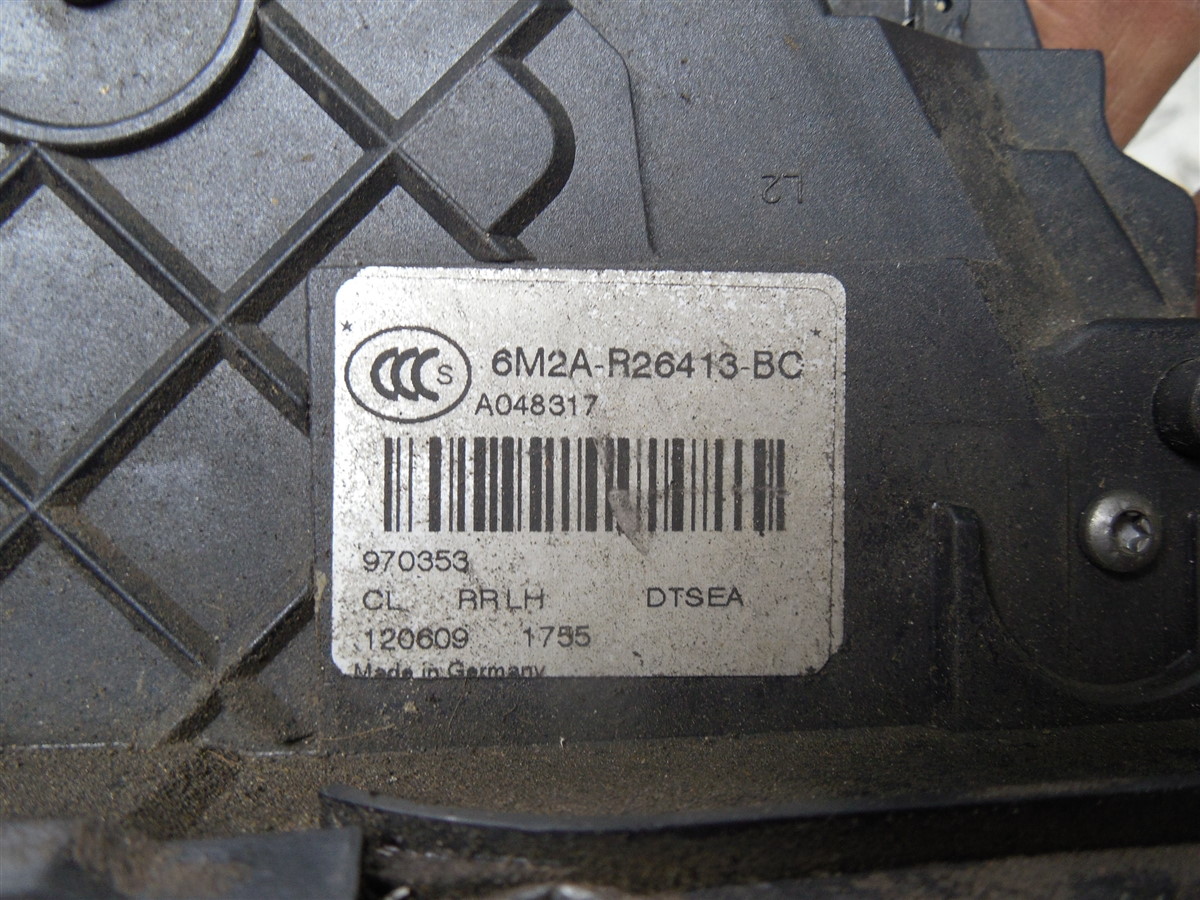 L2
CCC S 6M2A-R26413-BC
A048317
970353
CL RR LH DTSEA
120609 1755
Made in Germany